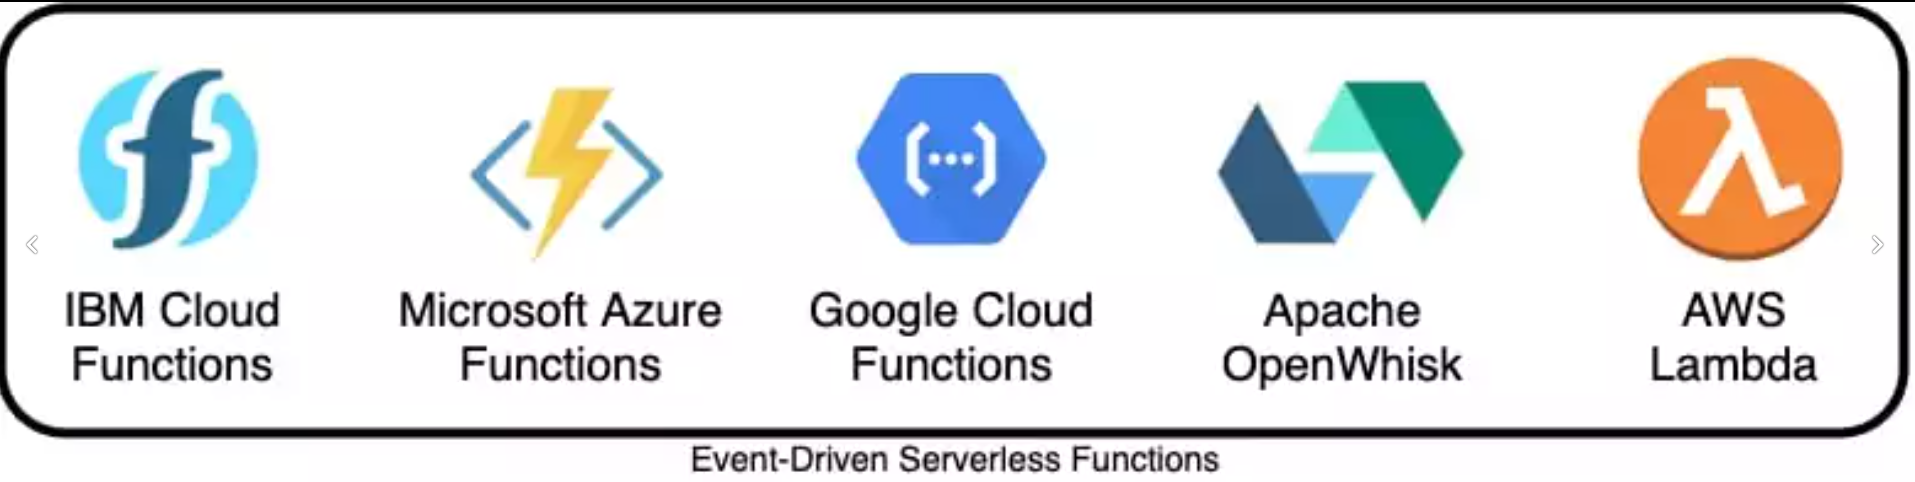 IBM Cloud
Functions
Microsoft Azure
Functions
Google Cloud
Functions
Apache
OpenWhisk
AWS
Lambda
Event-Driven Serverless Functions